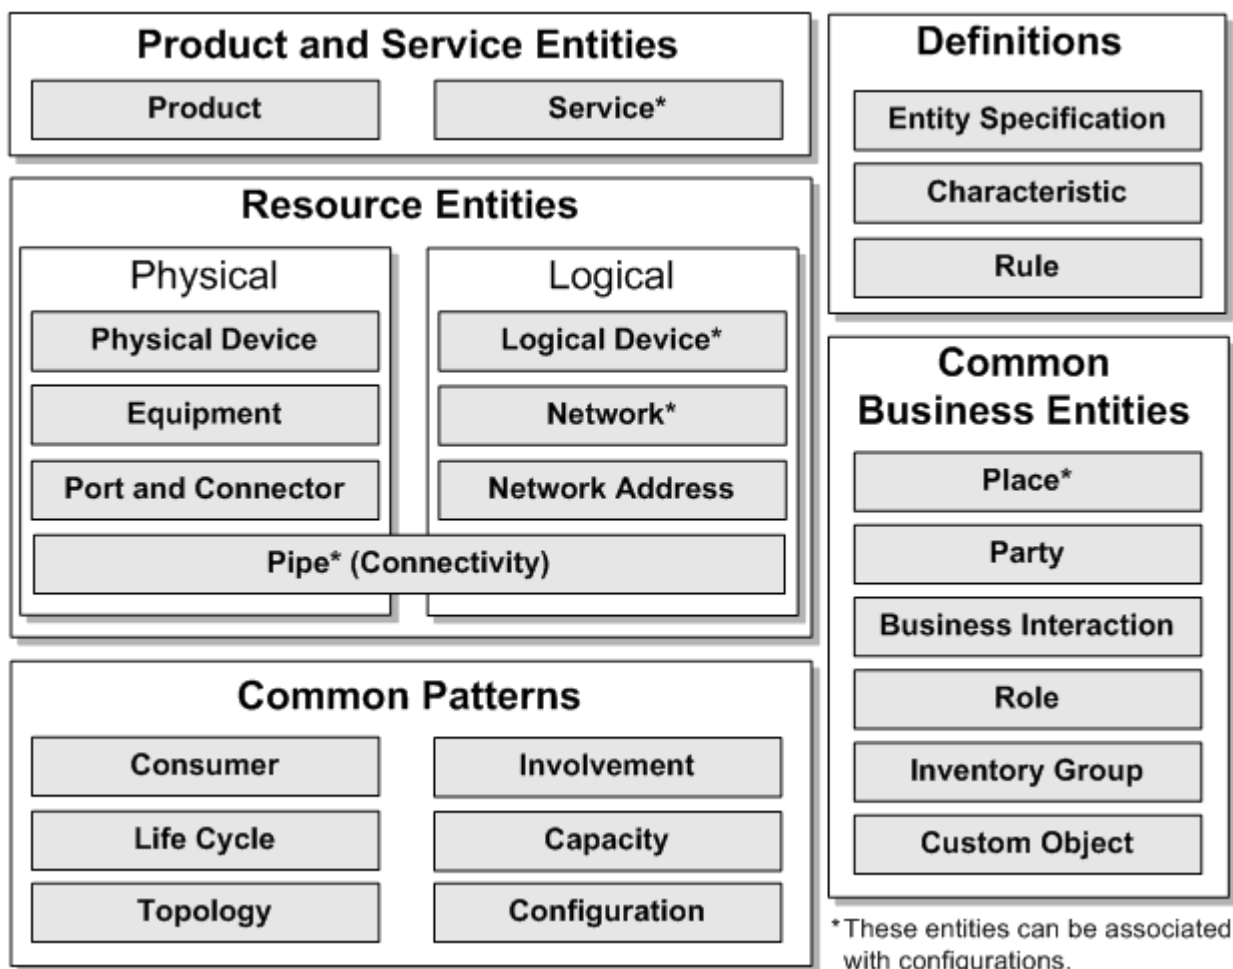 Product and Service Entities
Product
Service*
Resource Entities
Physical
Physical Device
Equipment
Port and Connector
Logical
Logical Device*
Network*
Network Address
Pipe* (Connectivity)
Common Patterns
Consumer
Involvement
Life Cycle
Capacity
Topology
Configuration
Definitions
Entity Specification
Characteristic
Rule
Common
Business Entities
Place*
Party
Business Interaction
Role
Inventory Group
Custom Object
*These entities can be associated
with configurations.